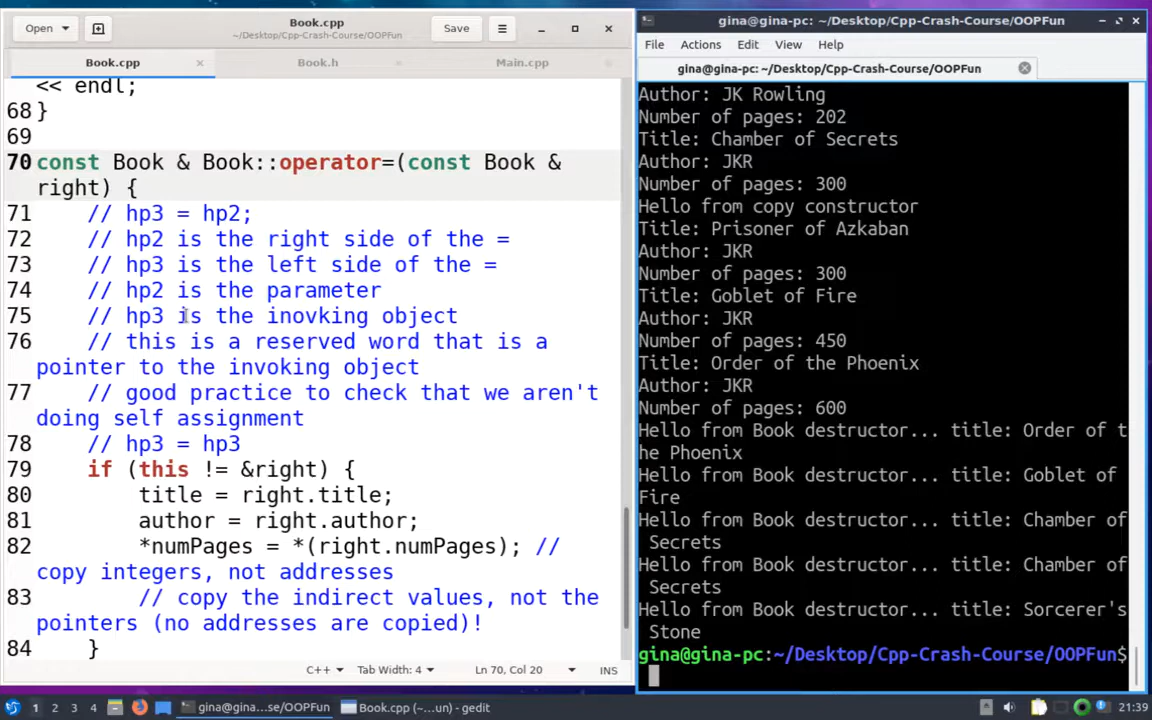 Open
Book.cpp
~/Desktop/Cpp-Crash-Course/OOPFun
Save
Book.cpp
Book.h
Main.cpp
<< endl;
68 }
69
70 const Book & Book::operator=(const Book &
right) {
71 // hp3 = hp2;
72 // hp2 is the right side of the =
73 // hp3 is the left side of the =
74 // hp2 is the parameter
75 // hp3 is the inovking object
76 // this is a reserved word that is a
pointer to the invoking object
77 // good practice to check that we aren't
doing self assignment
78 // hp3 = hp3
79 if (this != &right) {
80 title = right.title;
81 author = right.author;
82 *numPages = *(right.numPages); //
copy integers, not addresses
83 // copy the indirect values, not the
pointers (no addresses are copied)!
84 }
C++
Tab Width: 4
Ln 70, Col 20
INS
gina@gina-pc: ~/Desktop/Cpp-Crash-Course/OOPFun
File Actions Edit View Help
gina@gina-pc: ~/Desktop/Cpp-Crash-Course/OOPFun
Author: JK Rowling
Number of pages: 202
Title: Chamber of Secrets
Author: JKR
Number of pages: 300
Hello from copy constructor
Title: Prisoner of Azkaban
Author: JKR
Number of pages: 300
Title: Goblet of Fire
Author: JKR
Number of pages: 450
Title: Order of the Phoenix
Author: JKR
Number of pages: 600
Hello from Book destructor... title: Order of t
he Phoenix
Hello from Book destructor... title: Goblet of
Fire
Hello from Book destructor... title: Chamber of
Secrets
Hello from Book destructor... title: Chamber of
Secrets
Hello from Book destructor... title: Sorcerer's
Stone
gina@gina-pc:~/Desktop/Cpp-Crash-Course/OOPFun$
1 2 3 4
gina@gina-pc: ...se/OOPFun
Book.cpp (~...un) - gedit
21:39